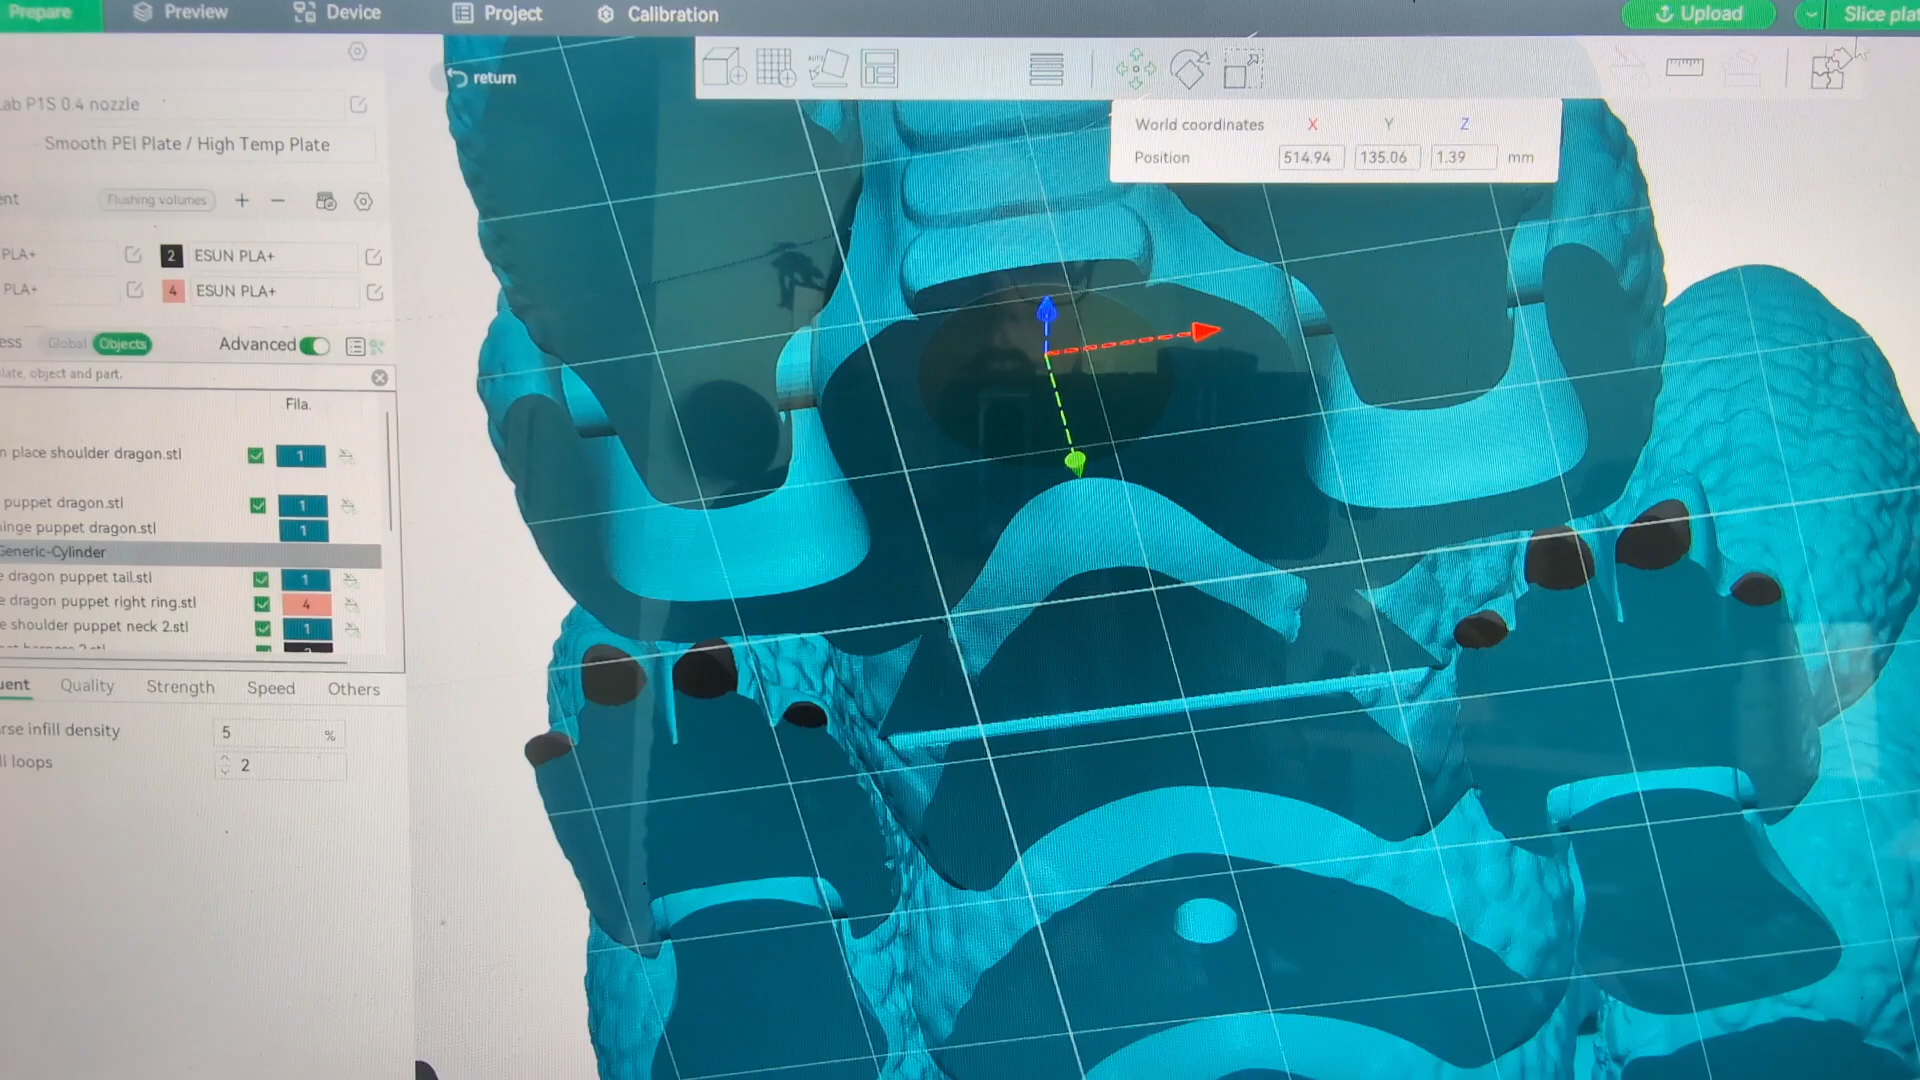 Prepare Preview Device Project Calibration Upload Slice plat
return
ab P1S 0.4 nozzle
Smooth PEI Plate / High Temp Plate
World coordinates X Y Z
Position 514.94 135.06 1.39 mm
ent Flushing volumes + −
PLA+ 2 ESUN PLA+
PLA+ 4 ESUN PLA+
ess Global Objects Advanced
late, object and part.
Fila.
n place shoulder dragon.stl 1
puppet dragon.stl 1
inge puppet dragon.stl 1
Generic-Cylinder
e dragon puppet tail.stl 1
e dragon puppet right ring.stl 4
e shoulder puppet neck 2.stl 1
uent Quality Strength Speed Others
rse infill density 5 %
ll loops 2